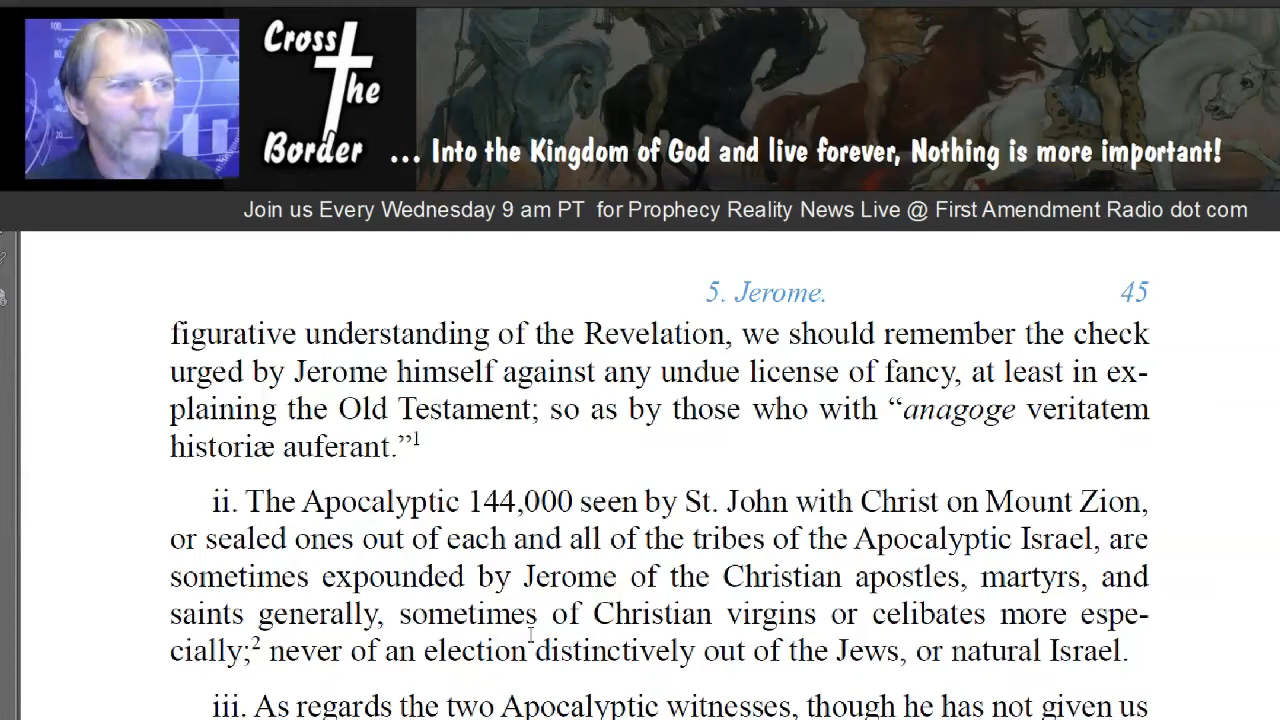 Cross
The
Border
... Into the Kingdom of God and live forever, Nothing is more important!
Join us Every Wednesday 9 am PT for Prophecy Reality News Live @ First Amendment Radio dot com
5. Jerome. 45
figurative understanding of the Revelation, we should remember the check
urged by Jerome himself against any undue license of fancy, at least in ex-
plaining the Old Testament; so as by those who with “anagoge veritatem
historiæ auferant.”1
ii. The Apocalyptic 144,000 seen by St. John with Christ on Mount Zion,
or sealed ones out of each and all of the tribes of the Apocalyptic Israel, are
sometimes expounded by Jerome of the Christian apostles, martyrs, and
saints generally, sometimes of Christian virgins or celibates more espe-
cially;2 never of an election distinctively out of the Jews, or natural Israel.
iii. As regards the two Apocalyptic witnesses, though he has not given us